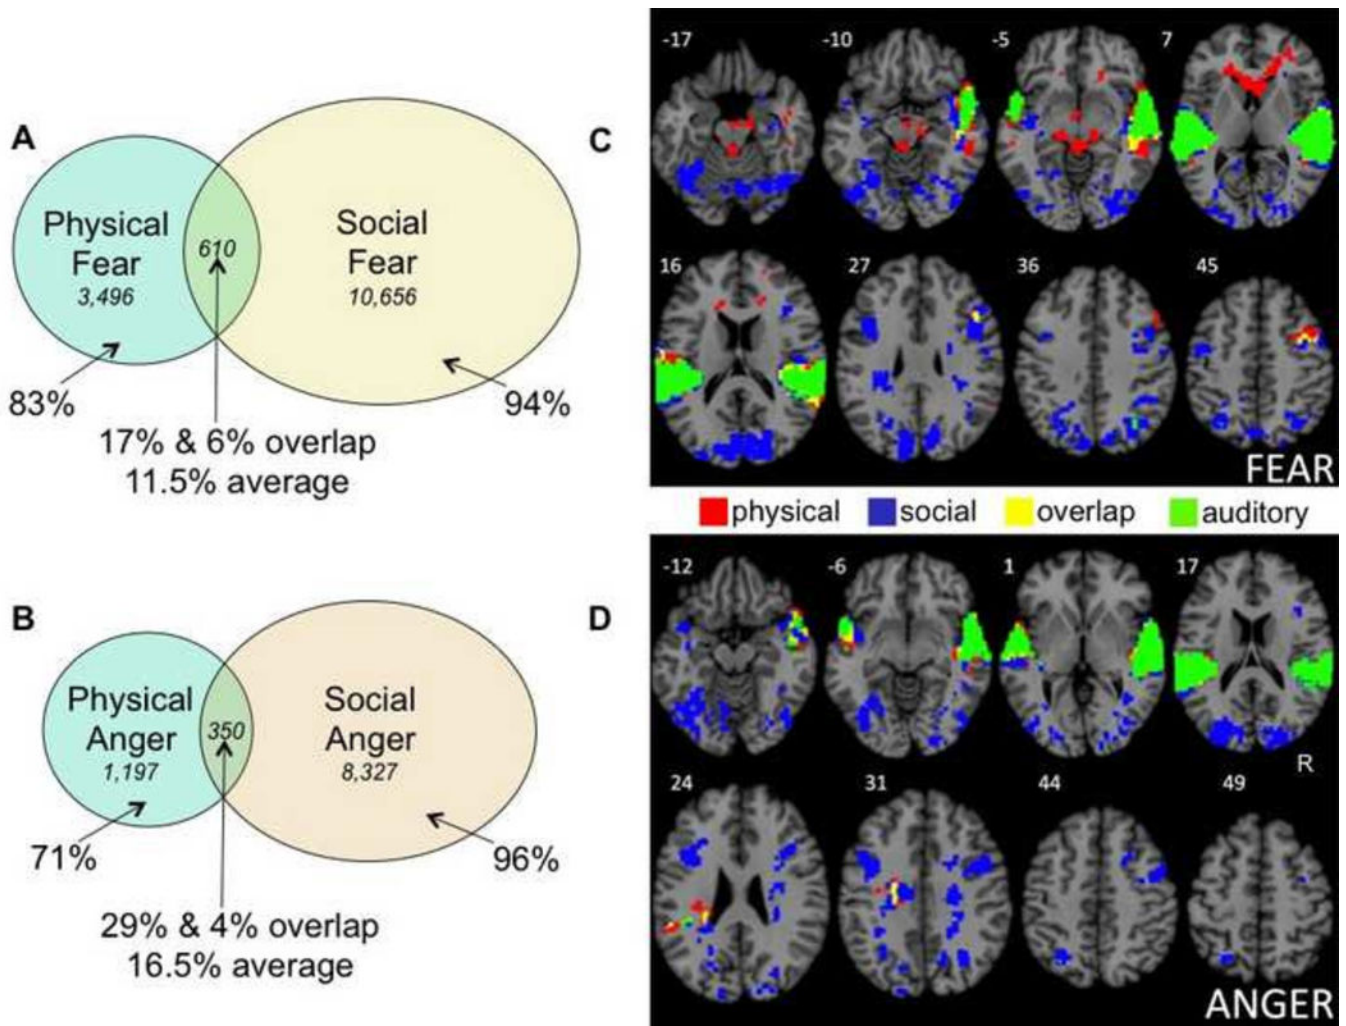 A
Physical
Fear
3,496
610
Social
Fear
10,656
83%
94%
17% & 6% overlap
11.5% average
C
-17
-10
-5
7
16
27
36
45
FEAR
physical
social
overlap
auditory
B
Physical
Anger
1,197
350
Social
Anger
8,327
71%
96%
29% & 4% overlap
16.5% average
D
-12
-6
1
17
R
24
31
44
49
ANGER